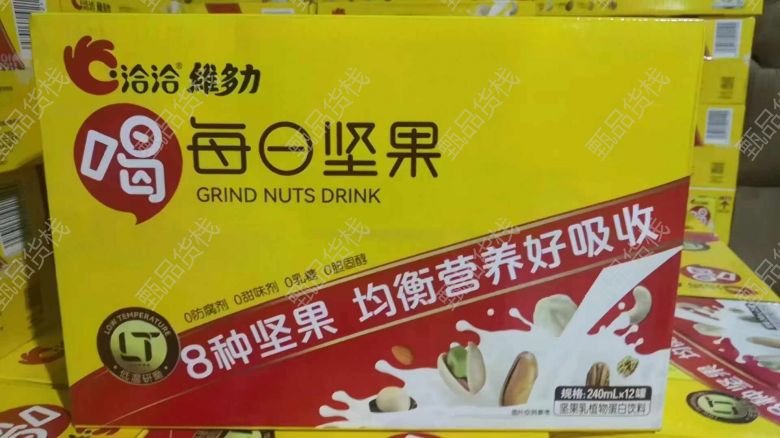 洽洽® 維多力
喝 每日坚果
GRIND NUTS DRINK
0防腐剂 0甜味剂 0乳糖 0胆固醇
8种坚果 均衡营养好吸收
LOW TEMPERATURE
LT
低温研磨
规格:240mL×12罐
坚果乳植物蛋白饮料
图片仅供参考
甄品货栈